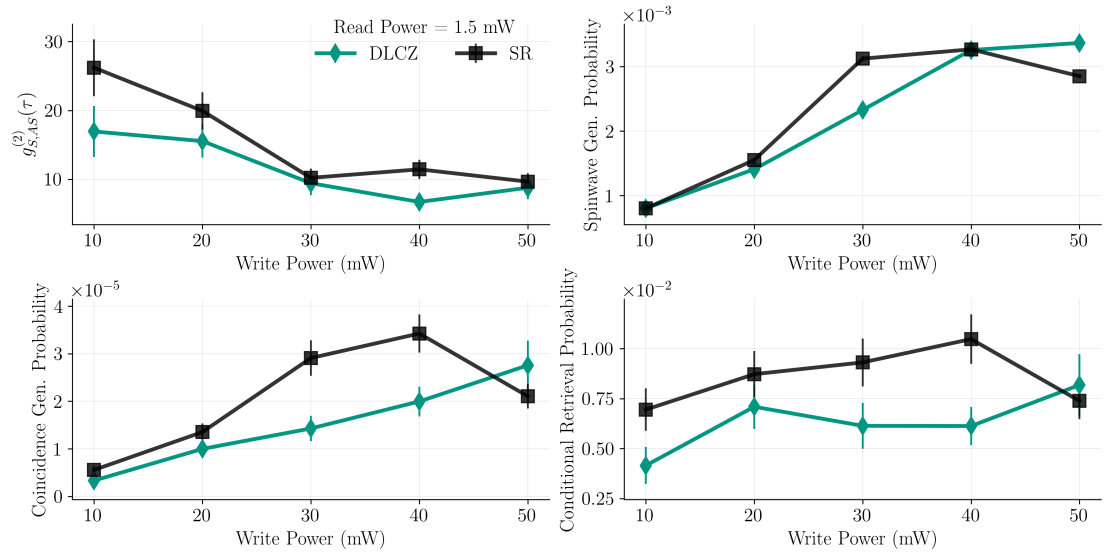 Read Power = 1.5 mW
DLCZ SR
g^{(2)}_{S,AS}(τ)
30
20
10
10 20 30 40 50
Write Power (mW)
×10⁻³
Spinwave Gen. Probability
3
2
1
10 20 30 40 50
Write Power (mW)
×10⁻⁵
Coincidence Gen. Probability
4
3
2
1
0
10 20 30 40 50
Write Power (mW)
×10⁻²
Conditional Retrieval Probability
1.00
0.75
0.50
0.25
10 20 30 40 50
Write Power (mW)